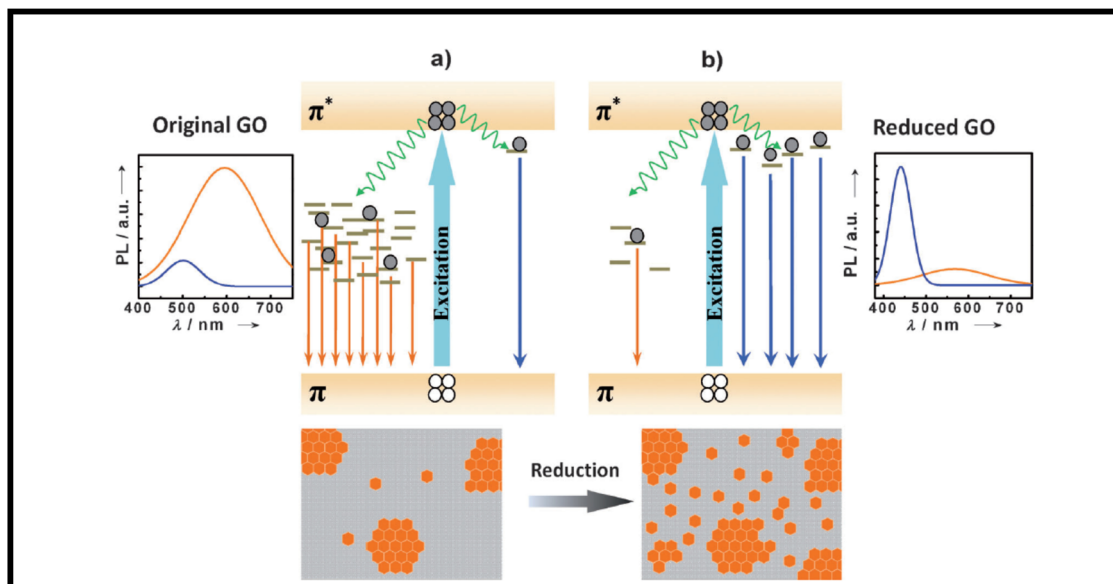 a)
b)
π*
π*
Original GO
Reduced GO
PL / a.u.
400 500 600 700
λ / nm
Excitation
Excitation
PL / a.u.
400 500 600 700
λ / nm
π
π
Reduction